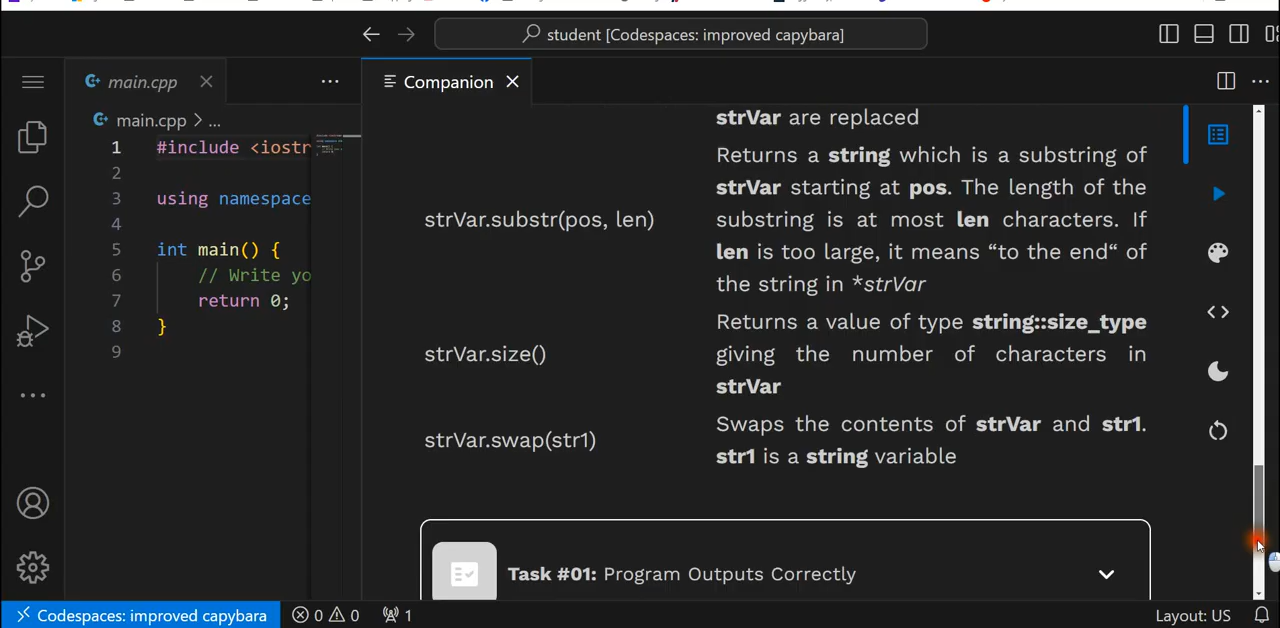 student [Codespaces: improved capybara]
main.cpp
Companion
main.cpp > ...
1 #include <iostr
2
3 using namespace
4
5 int main() {
6 // Write yo
7 return 0;
8 }
9
strVar are replaced
strVar.substr(pos, len)
Returns a string which is a substring of
strVar starting at pos. The length of the
substring is at most len characters. If
len is too large, it means “to the end“ of
the string in *strVar
strVar.size()
Returns a value of type string::size_type
giving the number of characters in
strVar
strVar.swap(str1)
Swaps the contents of strVar and str1.
str1 is a string variable
Task #01: Program Outputs Correctly
Codespaces: improved capybara
0 0
1
Layout: US